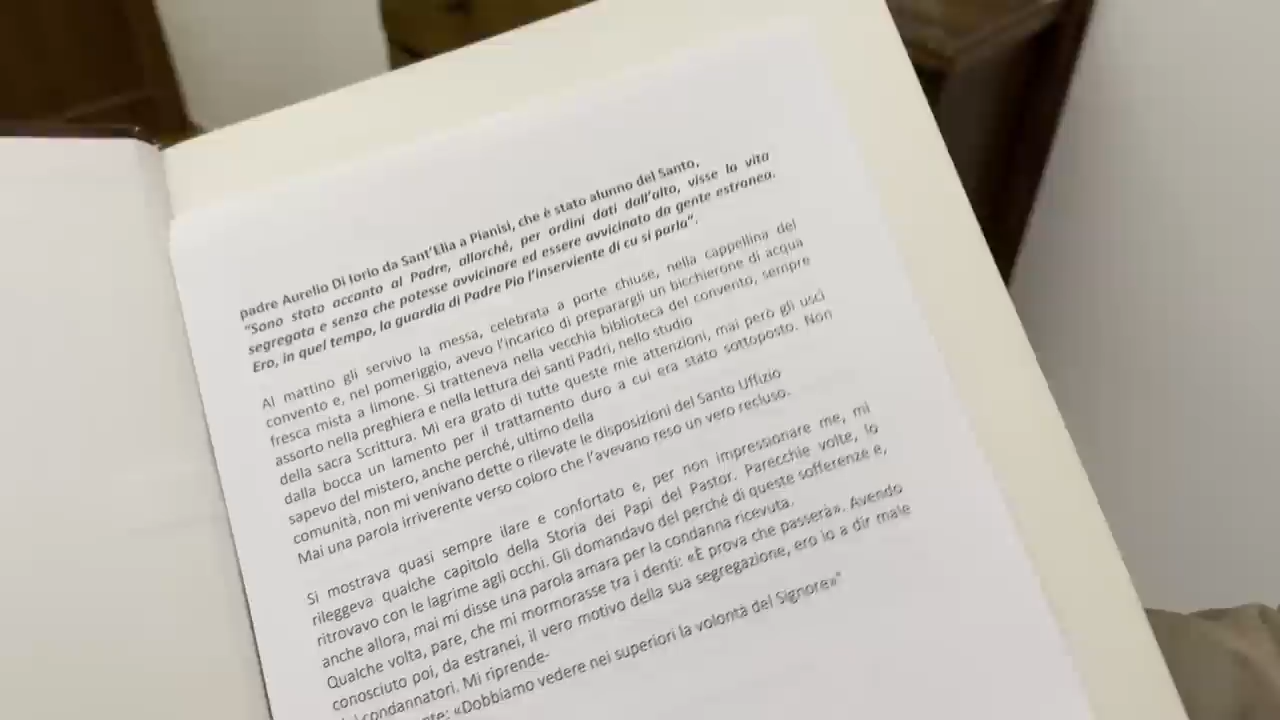 padre Aurelio Di Iorio da Sant'Elia a Pianisi, che è stato alunno del Santo,
"Sono stato accanto al Padre, allorché, per ordini dati dall'alto, visse la vita
segregata e senza che potesse avvicinare ed essere avvicinato da gente estranea.
Ero, in quel tempo, la guardia di Padre Pio l'inserviente di cu si parla".
Al mattino gli servivo la messa, celebrata a porte chiuse, nella cappellina del
convento e, nel pomeriggio, avevo l'incarico di preparargli un bicchierone di acqua
fresca mista a limone. Si tratteneva nella vecchia biblioteca del convento, sempre
assorto nella preghiera e nella lettura dei santi Padri, nello studio
della sacra Scrittura. Mi era grato di tutte queste mie attenzioni, mai però gli uscì
dalla bocca un lamento per il trattamento duro a cui era stato sottoposto. Non
sapevo del mistero, anche perché, ultimo della
comunità, non mi venivano dette o rilevate le disposizioni del Santo Uffizio
Mai una parola irriverente verso coloro che l'avevano reso un vero recluso.
Si mostrava quasi sempre ilare e confortato e, per non impressionare me, mi
rileggeva qualche capitolo della Storia dei Papi del Pastor. Parecchie volte, lo
ritrovavo con le lagrime agli occhi. Gli domandavo del perché di queste sofferenze e,
anche allora, mai mi disse una parola amara per la condanna ricevuta.
Qualche volta, pare, che mi mormorasse tra i denti: «È prova che passerà». Avendo
conosciuto poi, da estranei, il vero motivo della sua segregazione, ero io a dir male
condannatori. Mi riprende-
«Dobbiamo vedere nei superiori la volontà del Signore»"